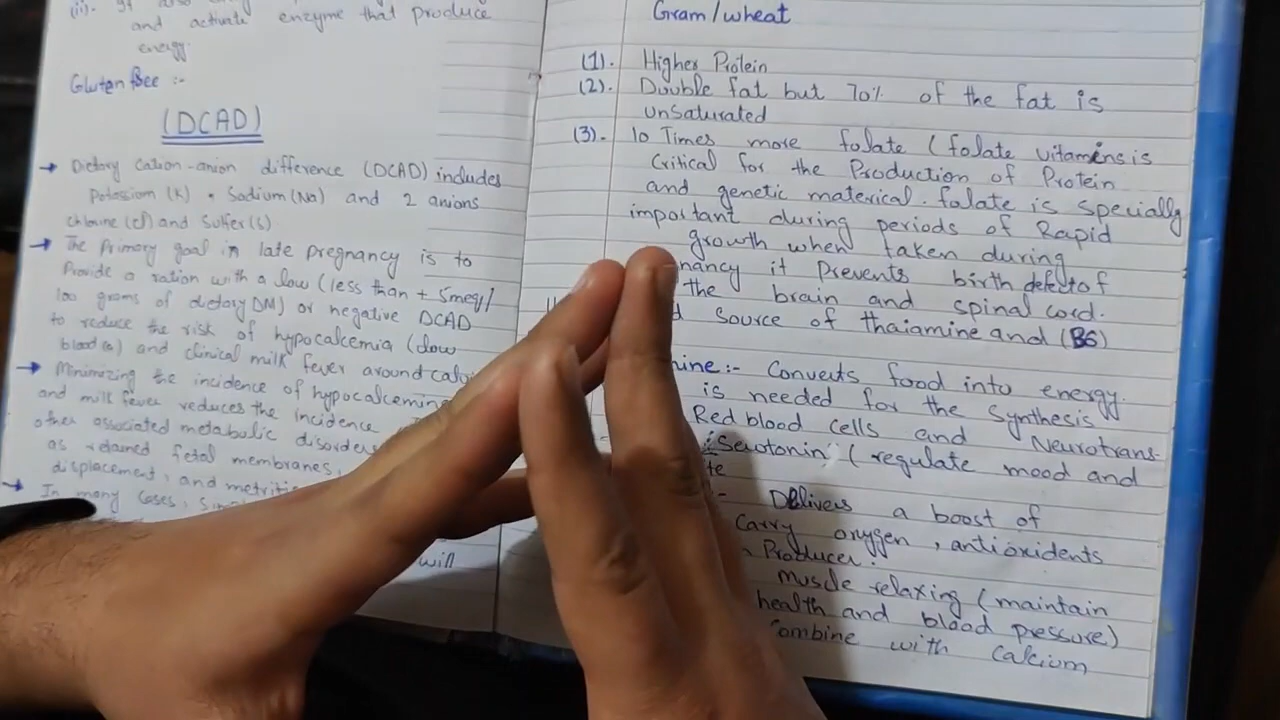 (ii). It also
and activate enzyme that produce
energy.
Gluten free :-
(DCAD)
→ Dietary Cation-anion difference (DCAD) includes
Potassium (K) • Sodium (Na) and 2 anions
chlorine (cl) and Sulfer (S)
→ The Primary goal in late pregnancy is to
Provide a ration with a low (less than + 5meq/
100 grams of dietary DM) or negative DCAD
to reduce the risk of hypocalcemia (low
blood ca) and clinical milk fever around
→ Minimizing the incidence of
and milk fever reduces the incidence
other associated metabolic disorders
as retained fetal membranes,
displacement, and
→ In many cases,
will
Gram/wheat
(1). Higher Protein
(2). Double fat but 70% of the fat is
unsaturated
(3). 10 Times more folate (folate vitamins is
Critical for the Production of Protein
and genetic materical. folate is specially
important during periods of Rapid
growth when taken during
nancy it Prevents birth defect of
the brain and spinal cord.
Source of thaiamine and (B6)
mine:- Converts food into energy.
is needed for the Synthesis
Red blood cells and Neurotrans-
Serotonin, (regulate mood and
Delivers a boost of
Carry oxygen, antioxidents
Producer.
muscle relaxing (maintain
health and blood pressure)
Combine with calcium